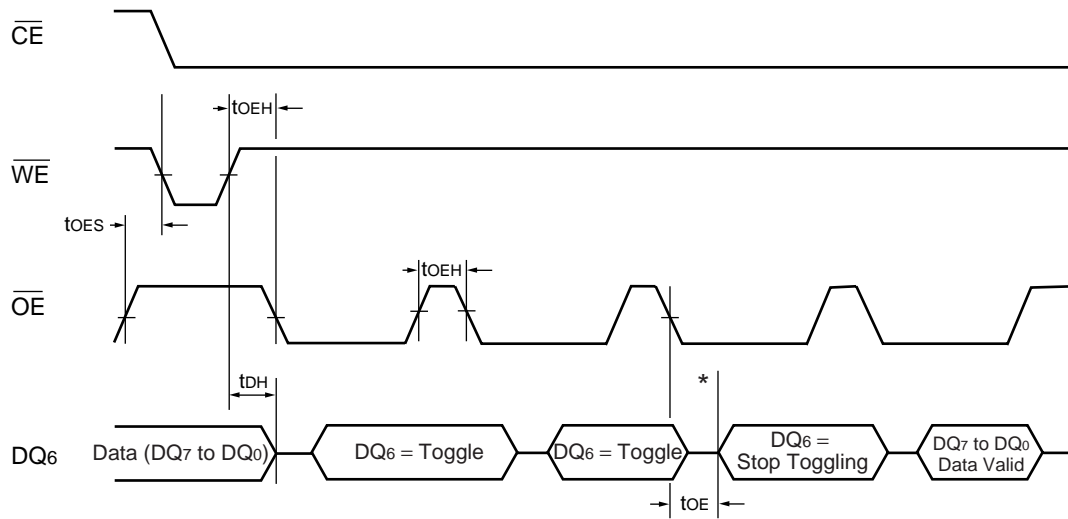 CE
tOEH
WE
tOES
tOEH
OE
tDH
*
DQ6
Data (DQ7 to DQ0)
DQ6 = Toggle
DQ6 = Toggle
DQ6 =
Stop Toggling
DQ7 to DQ0
Data Valid
tOE